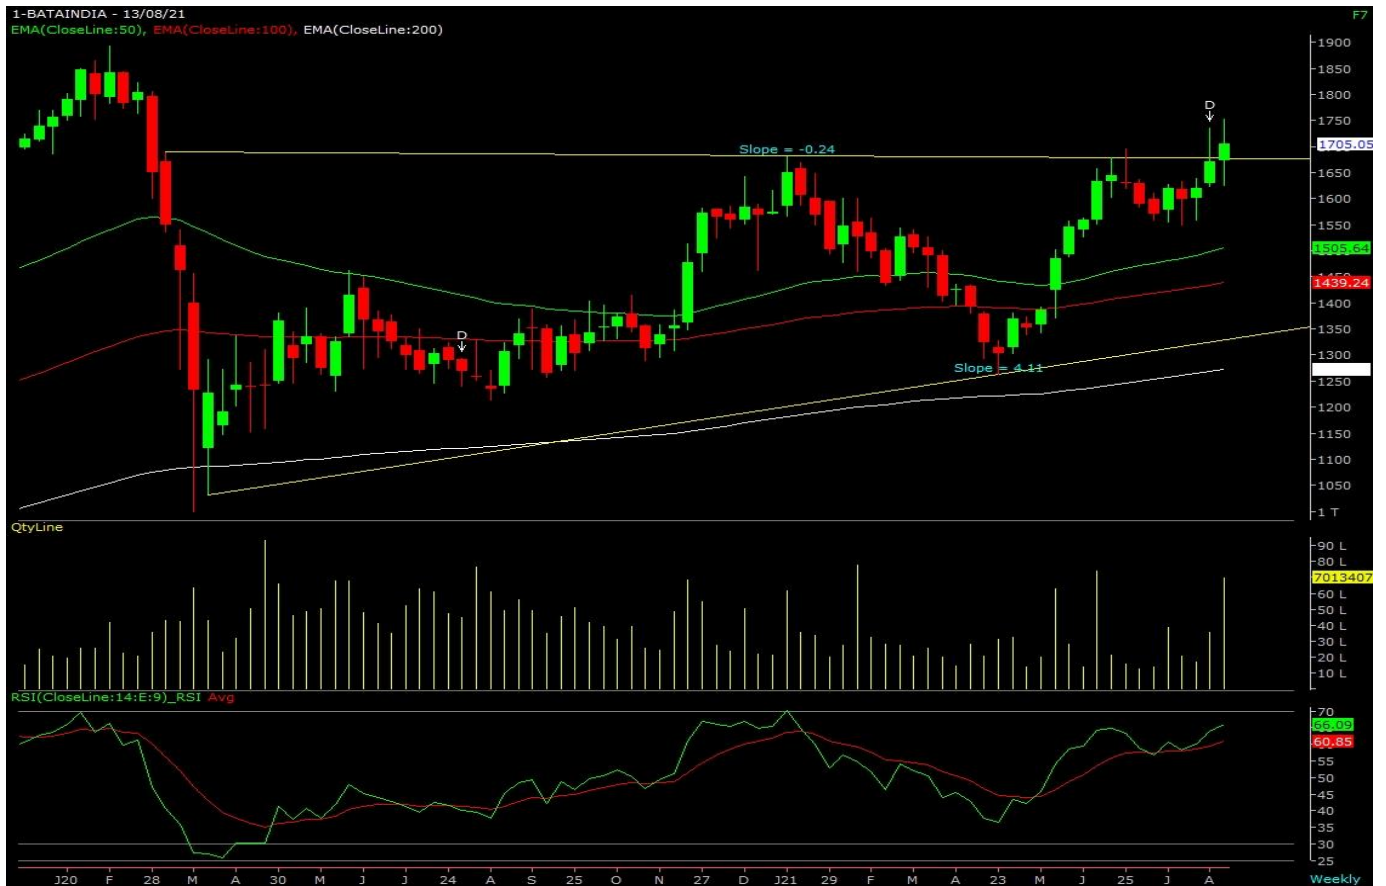 1-BATAINDIA - 13/08/21
F7
EMA(CloseLine:50), EMA(CloseLine:100), EMA(CloseLine:200)
1900
1850
1800
1750
D
1705.05
Slope = -0.24
1650
1600
1550
1505.64
1450
1439.24
1400
1350
D
1300
Slope = 4.11
1250
1200
1150
1100
1050
1 T
QtyLine
90 L
80 L
7013407
60 L
50 L
40 L
30 L
20 L
10 L
RSI(CloseLine:14:E:9)_RSI Avg
70
66.09
60.85
55
50
45
40
35
30
25
J20 F 28 M A 30 M J J 24 A S 25 O N 27 D J21 29 F M A 23 M J 25 J A
Weekly